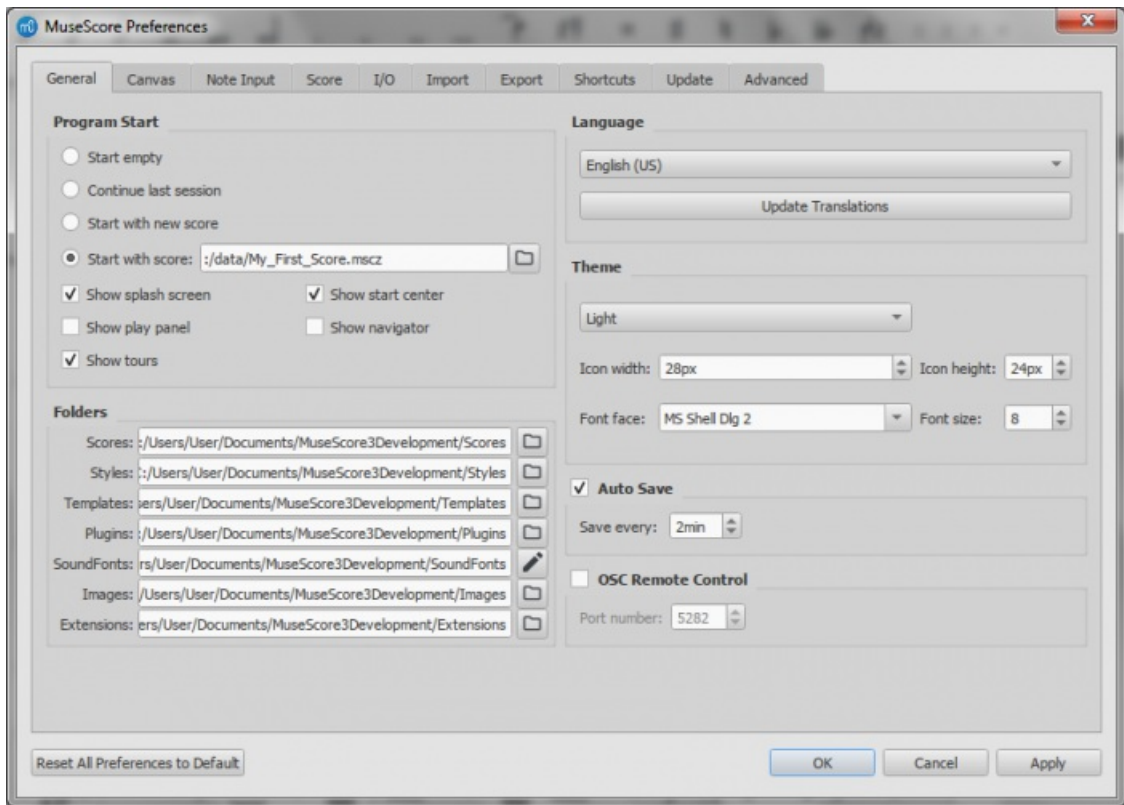 MuseScore Preferences
General Canvas Note Input Score I/O Import Export Shortcuts Update Advanced
Program Start
Start empty
Continue last session
Start with new score
Start with score: :/data/My_First_Score.mscz
Show splash screen Show start center
Show play panel Show navigator
Show tours
Folders
Scores: :/Users/User/Documents/MuseScore3Development/Scores
Styles: :/Users/User/Documents/MuseScore3Development/Styles
Templates: sers/User/Documents/MuseScore3Development/Templates
Plugins: :/Users/User/Documents/MuseScore3Development/Plugins
SoundFonts: rs/User/Documents/MuseScore3Development/SoundFonts
Images: /Users/User/Documents/MuseScore3Development/Images
Extensions: ers/User/Documents/MuseScore3Development/Extensions
Language
English (US)
Update Translations
Theme
Light
Icon width: 28px Icon height: 24px
Font face: MS Shell Dlg 2 Font size: 8
Auto Save
Save every: 2min
OSC Remote Control
Port number: 5282
Reset All Preferences to Default OK Cancel Apply